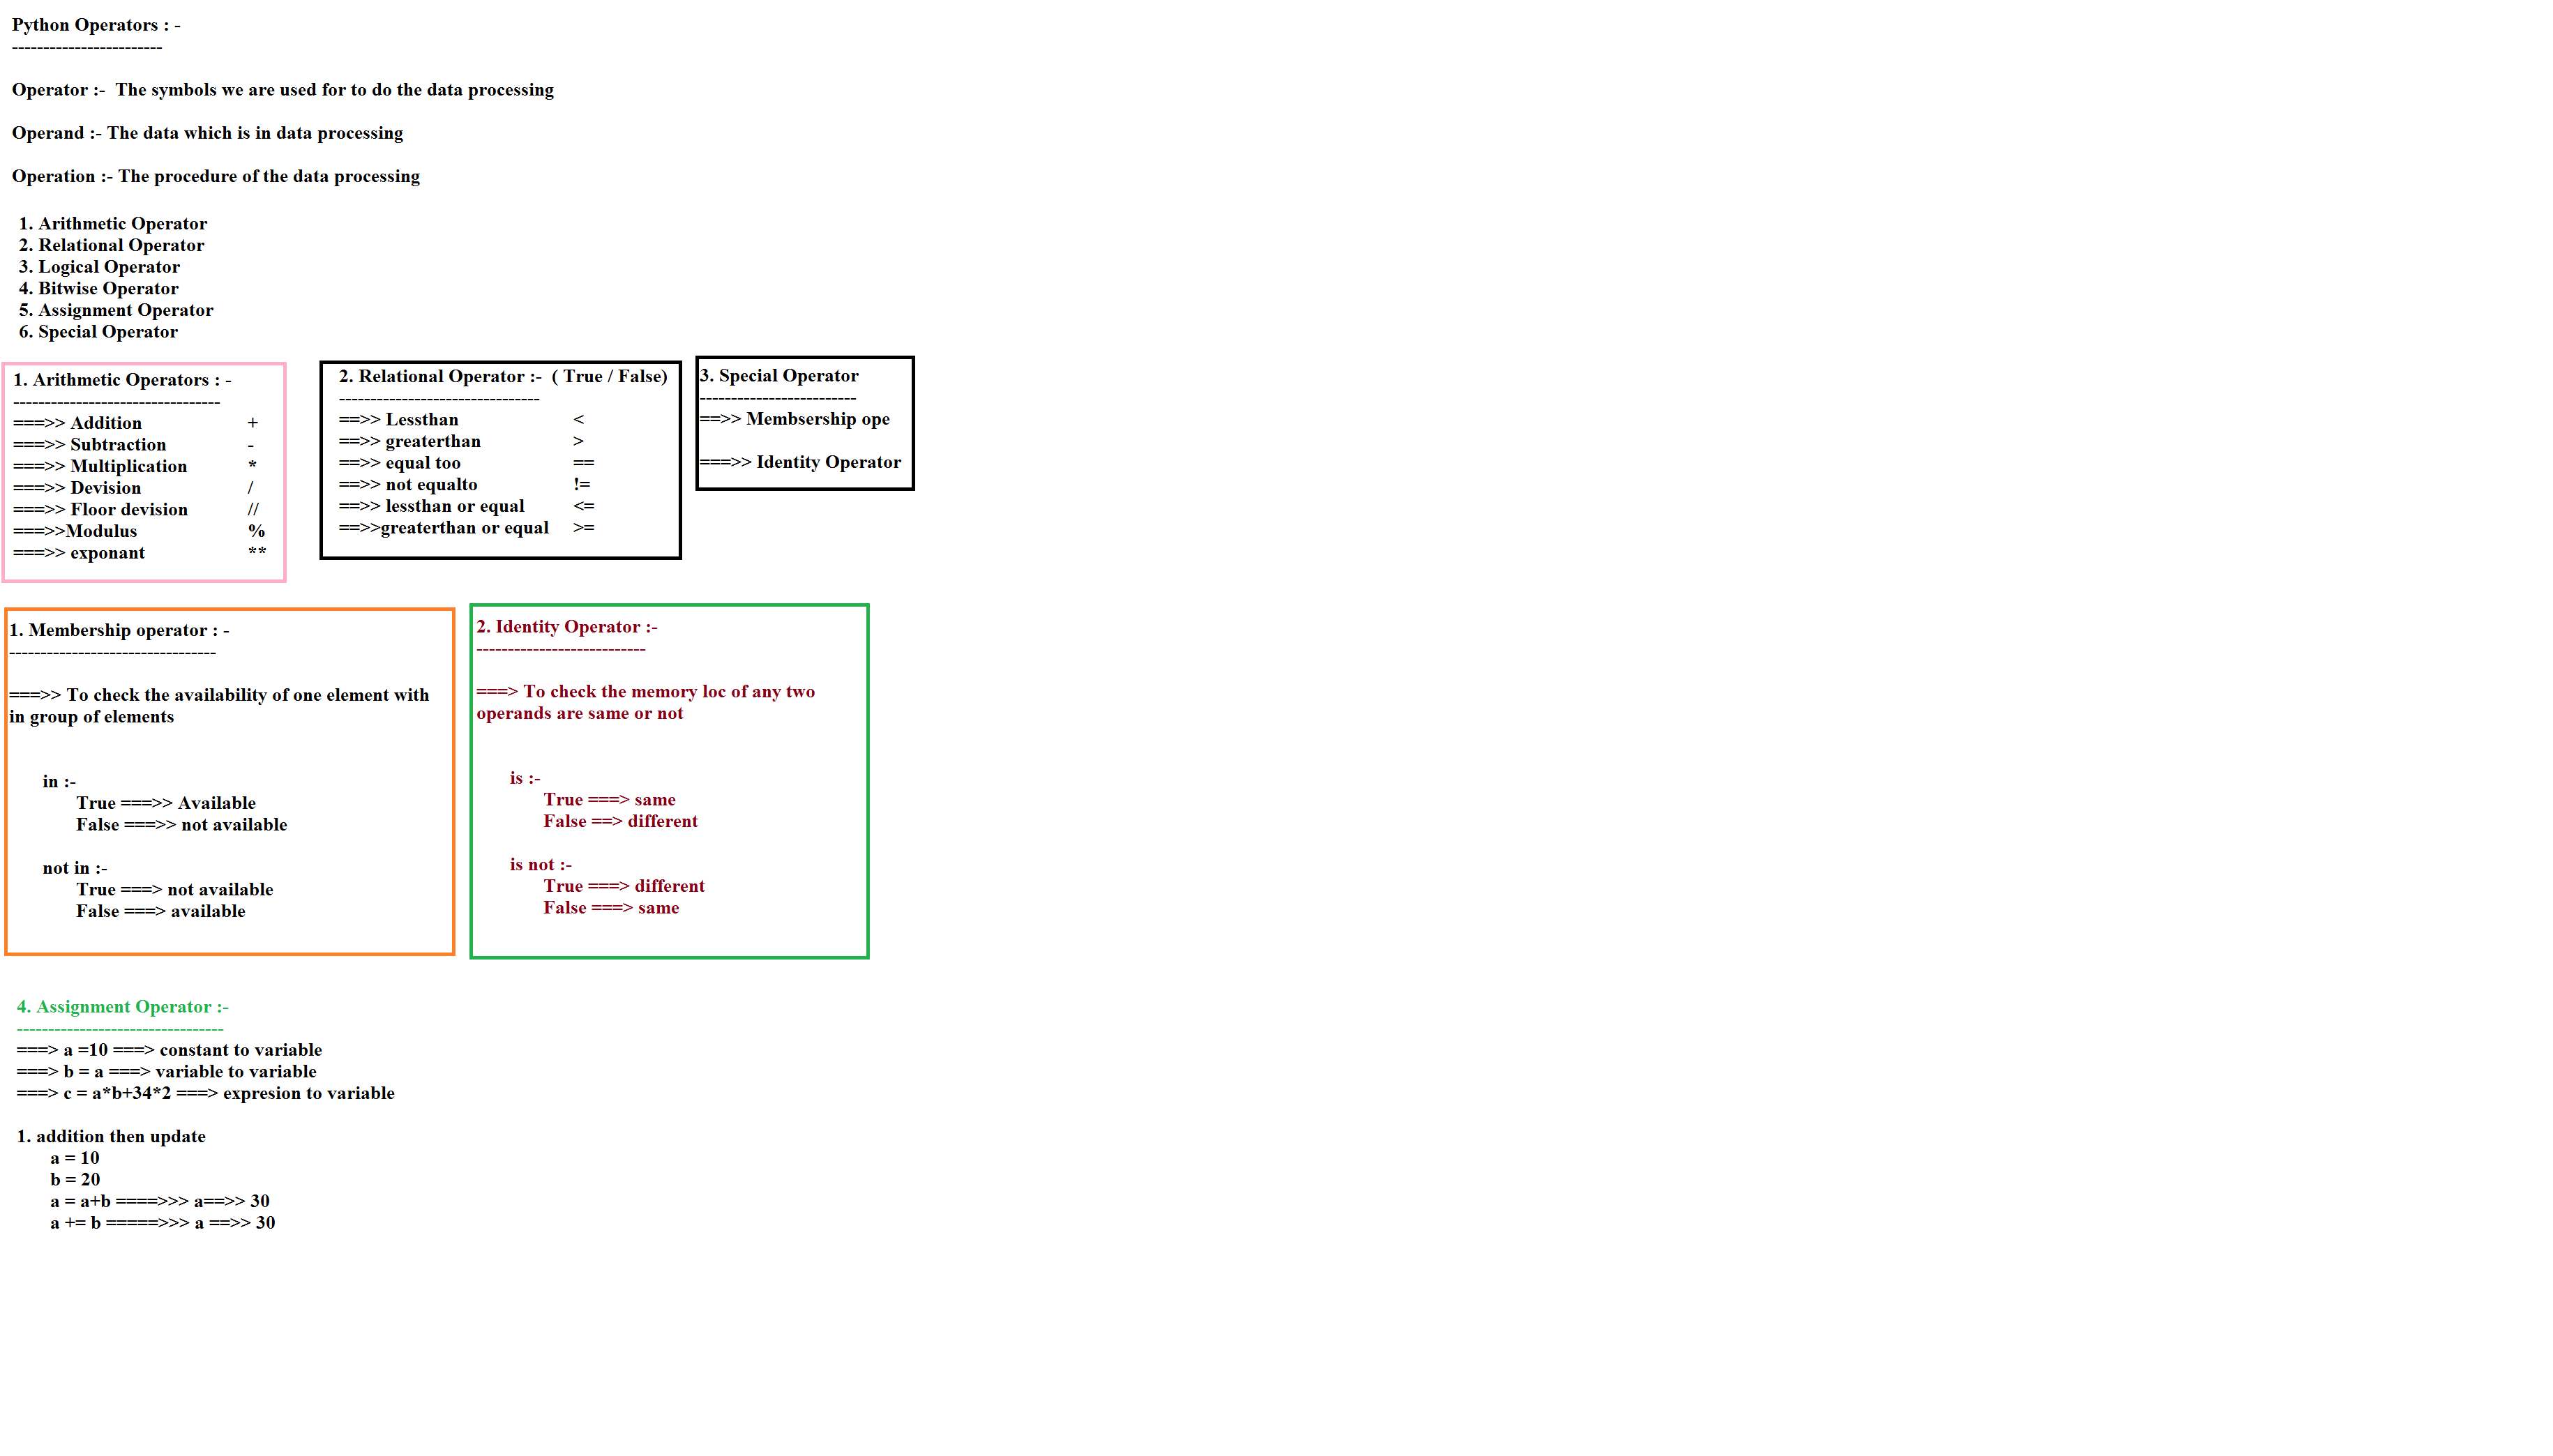 Python Operators : -
------------------------
Operator :-  The symbols we are used for to do the data processing
Operand :- The data which is in data processing
Operation :- The procedure of the data processing
1. Arithmetic Operator
2. Relational Operator
3. Logical Operator
4. Bitwise Operator
5. Assignment Operator
6. Special Operator
1. Arithmetic Operators : -
---------------------------------
===>> Addition +
===>> Subtraction -
===>> Multiplication *
===>> Devision /
===>> Floor devision //
===>>Modulus %
===>> exponant **
2. Relational Operator :-  ( True / False)
--------------------------------
==>> Lessthan <
==>> greaterthan >
==>> equal too ==
==>> not equalto !=
==>> lessthan or equal <=
==>>greaterthan or equal >=
3. Special Operator
-------------------------
==>> Membsership ope
===>> Identity Operator
1. Membership operator : -
---------------------------------
===>> To check the availability of one element with
in group of elements
in :-
True ===>> Available
False ===>> not available
not in :-
True ===> not available
False ===> available
2. Identity Operator :-
---------------------------
===> To check the memory loc of any two
operands are same or not
is :-
True ===> same
False ==> different
is not :-
True ===> different
False ===> same
4. Assignment Operator :-
---------------------------------
===> a =10 ===> constant to variable
===> b = a ===> variable to variable
===> c = a*b+34*2 ===> expresion to variable
1. addition then update
a = 10
b = 20
a = a+b ====>>> a==>> 30
a += b =====>>> a ==>> 30